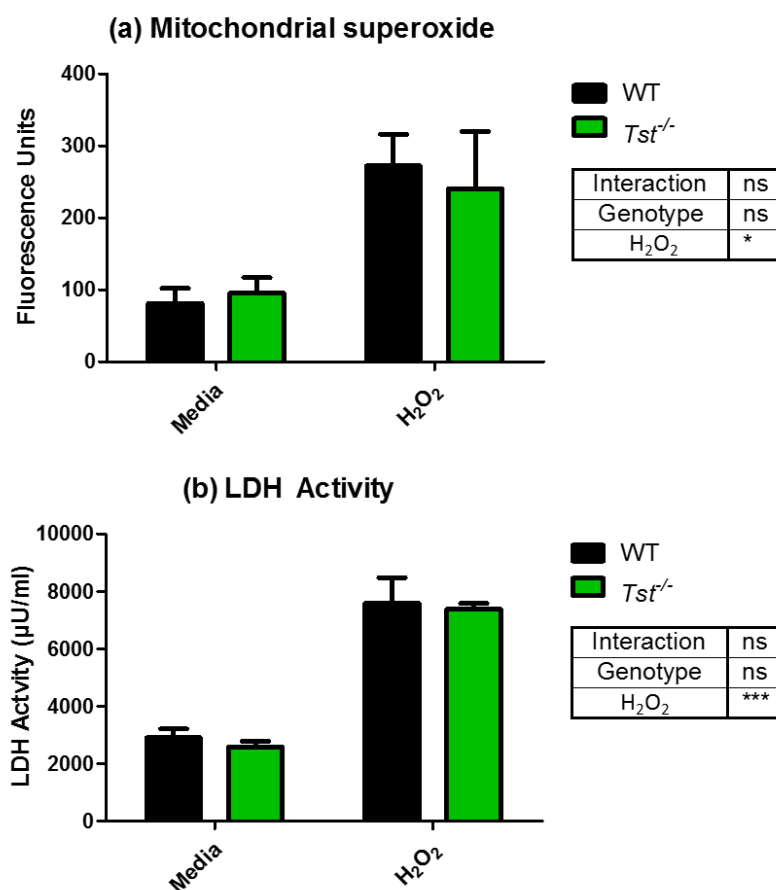 (a) Mitochondrial superoxide
Fluorescence Units
400
300
200
100
0
Media
H₂O₂
WT
Tst⁻/⁻
Interaction ns
Genotype ns
H₂O₂ *
(b) LDH Activity
LDH Actvity (µU/ml)
10000
8000
6000
4000
2000
0
Media
H₂O₂
WT
Tst⁻/⁻
Interaction ns
Genotype ns
H₂O₂ ***